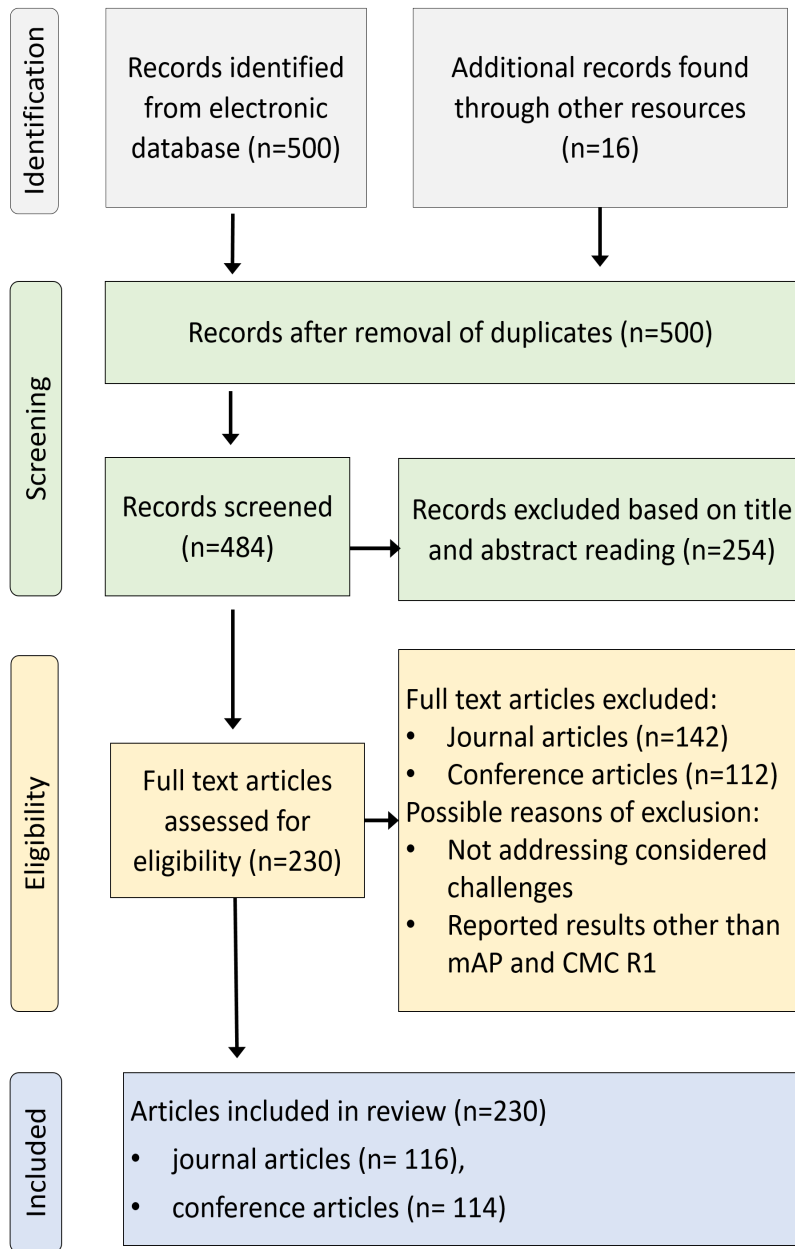 Identification
Records identified
from electronic
database (n=500)
Additional records found
through other resources
(n=16)
Screening
Records after removal of duplicates (n=500)
Records screened
(n=484)
Records excluded based on title
and abstract reading (n=254)
Eligibility
Full text articles
assessed for
eligibility (n=230)
Full text articles excluded:
• Journal articles (n=142)
• Conference articles (n=112)
Possible reasons of exclusion:
• Not addressing considered
challenges
• Reported results other than
mAP and CMC R1
Included
Articles included in review (n=230)
• journal articles (n= 116),
• conference articles (n= 114)